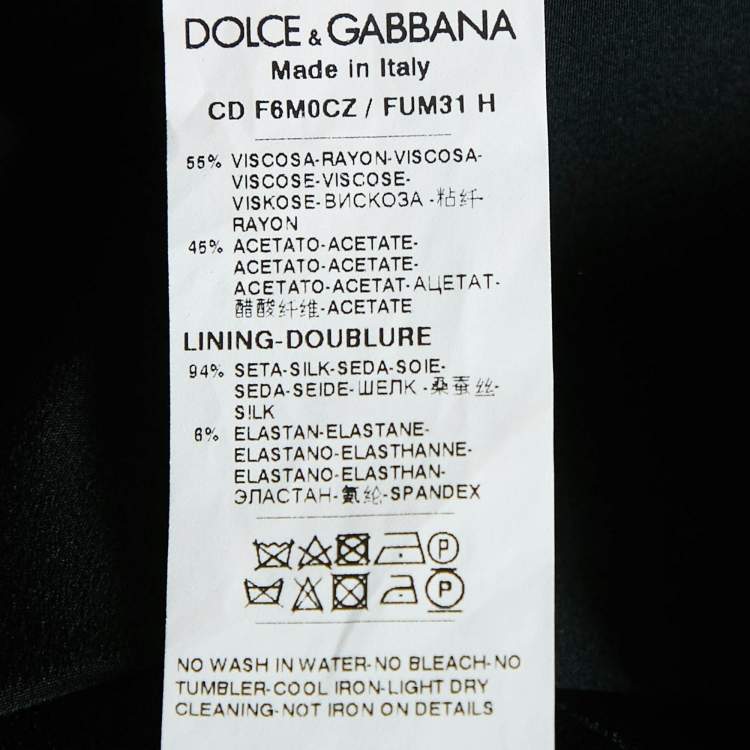 DOLCE & GABBANA
Made in Italy
CD F6M0CZ / FUM31 H
55% VISCOSA-RAYON-VISCOSA-
VISCOSE-VISCOSE-
VISKOSE-ВИСКОЗА -粘纤-
RAYON
45% ACETATO-ACETATE-
ACETATO-ACETATE-
ACETATO-ACETAT-АЦЕТАТ-
醋酸纤维-ACETATE
LINING-DOUBLURE
94% SETA-SILK-SEDA-SOIE-
SEDA-SEIDE-ШЕЛК -桑蚕丝-
SILK
6% ELASTAN-ELASTANE-
ELASTANO-ELASTHANNE-
ELASTANO-ELASTHAN-
ЭЛАСТАН-氨纶-SPANDEX
P
P
NO WASH IN WATER-NO BLEACH-NO
TUMBLER-COOL IRON-LIGHT DRY
CLEANING-NOT IRON ON DETAILS